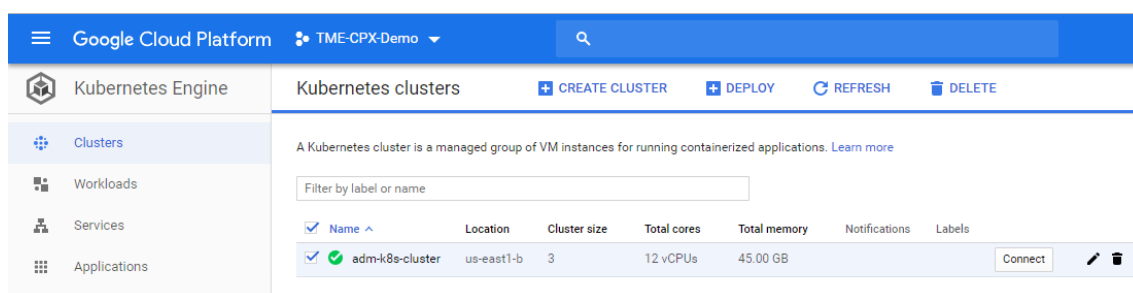 Google Cloud Platform TME-CPX-Demo
Kubernetes Engine Kubernetes clusters CREATE CLUSTER DEPLOY REFRESH DELETE
Clusters
A Kubernetes cluster is a managed group of VM instances for running containerized applications. Learn more
Workloads
Filter by label or name
Services
Name Location Cluster size Total cores Total memory Notifications Labels
adm-k8s-cluster us-east1-b 3 12 vCPUs 45.00 GB Connect
Applications